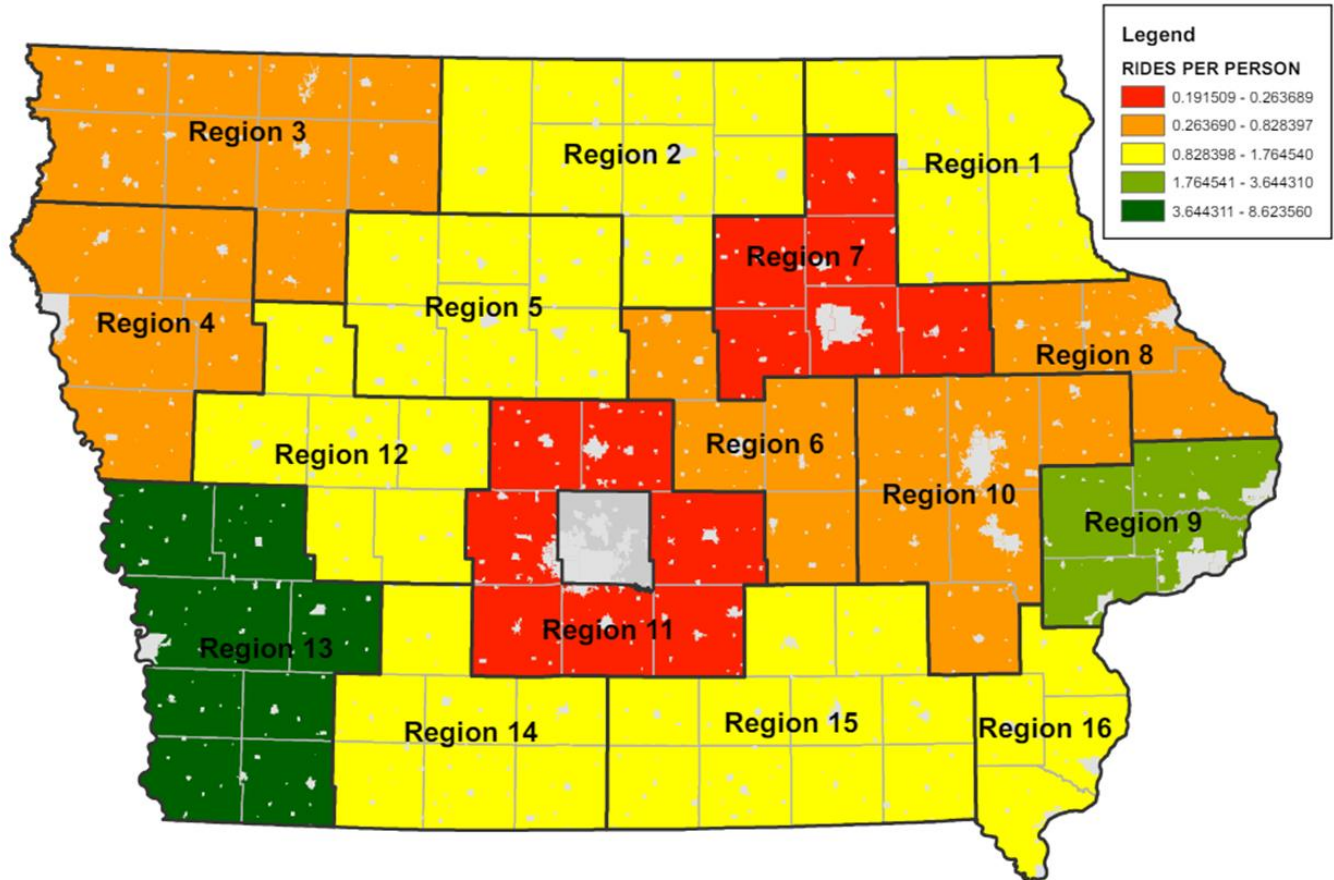 Legend
RIDES PER PERSON
0.191509 - 0.263689
0.263690 - 0.828397
0.828398 - 1.764540
1.764541 - 3.644310
3.644311 - 8.623560
Region 3
Region 2
Region 1
Region 7
Region 5
Region 4
Region 8
Region 6
Region 12
Region 10
Region 9
Region 11
Region 13
Region 14
Region 15
Region 16